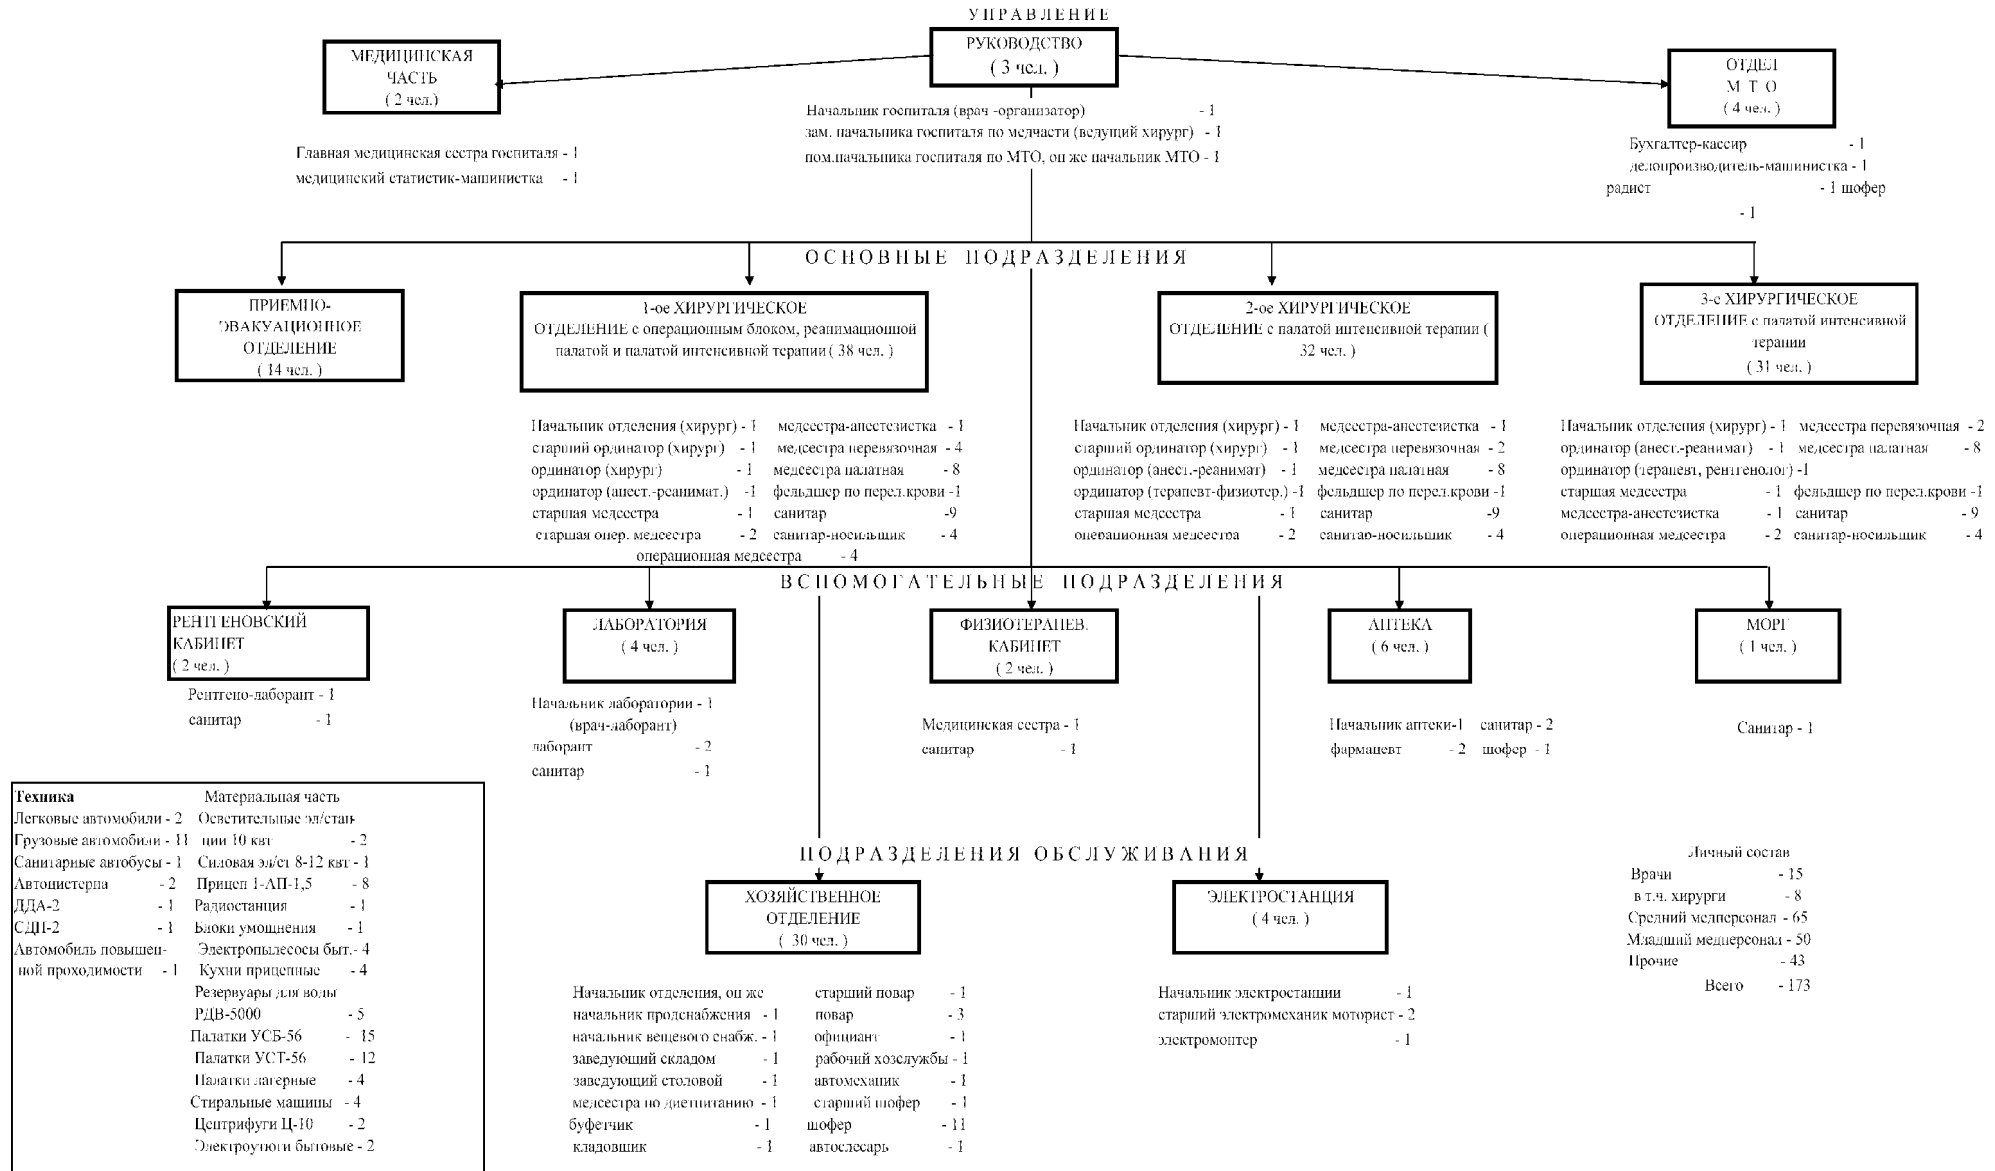 УПРАВЛЕНИЕ
МЕДИЦИНСКАЯ
ЧАСТЬ
( 2 чел.)
РУКОВОДСТВО
( 3 чел. )
ОТДЕЛ
М Т О
( 4 чел. )
Главная медицинская сестра госпиталя - 1
медицинский статистик-машинистка - 1
Начальник госпиталя (врач -организатор) - 1
зам. начальника госпиталя по медчасти (ведущий хирург) - 1
пом.начальника госпиталя по МТО, он же начальник МТО - 1
Бухгалтер-кассир - 1
делопроизводитель-машинистка - 1
радист - 1 шофер
- 1
ОСНОВНЫЕ ПОДРАЗДЕЛЕНИЯ
ПРИЕМНО-
ЭВАКУАЦИОННОЕ
ОТДЕЛЕНИЕ
( 14 чел. )
1-ое ХИРУРГИЧЕСКОЕ
ОТДЕЛЕНИЕ с операционным блоком, реанимационной
палатой и палатой интенсивной терапии ( 38 чел. )
2-ое ХИРУРГИЧЕСКОЕ
ОТДЕЛЕНИЕ с палатой интенсивной терапии (
32 чел. )
3-е ХИРУРГИЧЕСКОЕ
ОТДЕЛЕНИЕ с палатой интенсивной
терапии
( 31 чел. )
Начальник отделения (хирург) - 1 медсестра-анестезистка - 1
старший ординатор (хирург) - 1 медсестра перевязочная - 4
ординатор (хирург) - 1 медсестра палатная - 8
ординатор (анест.-реанимат.) -1 фельдшер по перел.крови -1
старшая медсестра - 1 санитар -9
старшая опер. медсестра - 2 санитар-носильщик - 4
операционная медсестра - 4
Начальник отделения (хирург) - 1 медсестра-анестезистка - 1
старший ординатор (хирург) - 1 медсестра перевязочная - 2
ординатор (анест.-реанимат) - 1 медсестра палатная - 8
ординатор (терапевт-физиотер.) -1 фельдшер по перел.крови -1
старшая медсестра - 1 санитар -9
операционная медсестра - 2 санитар-носильщик - 4
Начальник отделения (хирург) - 1 медсестра перевязочная - 2
ординатор (анест.-реанимат) - 1 медсестра палатная - 8
ординатор (терапевт, рентгенолог) -1
старшая медсестра - 1 фельдшер по перел.крови -1
медсестра-анестезистка - 1 санитар - 9
операционная медсестра - 2 санитар-носильщик - 4
ВСПОМОГАТЕЛЬНЫЕ ПОДРАЗДЕЛЕНИЯ
РЕНТГЕНОВСКИЙ
КАБИНЕТ
( 2 чел. )
ЛАБОРАТОРИЯ
( 4 чел. )
ФИЗИОТЕРАПЕВ.
КАБИНЕТ
( 2 чел. )
АПТЕКА
( 6 чел. )
МОРГ
( 1 чел. )
Рентгено-лаборант - 1
санитар - 1
Начальник лаборатории - 1
(врач-лаборант)
лаборант - 2
санитар - 1
Медицинская сестра - 1
санитар - 1
Начальник аптеки-1 санитар - 2
фармацевт - 2 шофер - 1
Санитар - 1
Техника Материальная часть
Легковые автомобили - 2 Осветительные эл/стан-
Грузовые автомобили - 11 ции 10 квт - 2
Санитарные автобусы - 1 Силовая эл/ст 8-12 квт - 1
Автоцистерна - 2 Прицеп 1-АП-1,5 - 8
ДДА-2 - 1 Радиостанция - 1
СДП-2 - 1 Блоки умощнения - 1
Автомобиль повышен- Электропылесосы быт.- 4
ной проходимости - 1 Кухни прицепные - 4
Резервуары для воды
РДВ-5000 - 5
Палатки УСБ-56 - 15
Палатки УСТ-56 - 12
Палатки лагерные - 4
Стиральные машины - 4
Центрифуги Ц-10 - 2
Электроутюги бытовые - 2
ПОДРАЗДЕЛЕНИЯ ОБСЛУЖИВАНИЯ
ХОЗЯЙСТВЕННОЕ
ОТДЕЛЕНИЕ
( 30 чел. )
ЭЛЕКТРОСТАНЦИЯ
( 4 чел. )
Начальник отделения, он же старший повар - 1
начальник продснабжения - 1 повар - 3
начальник вещевого снабж. - 1 официант - 1
заведующий складом - 1 рабочий хозслужбы - 1
заведующий столовой - 1 автомеханик - 1
медсестра по диетпитанию - 1 старший шофер - 1
буфетчик - 1 шофер - 11
кладовщик - 1 автослесарь - 1
Начальник электростанции - 1
старший электромеханик моторист - 2
электромонтер - 1
Личный состав
Врачи - 15
в т.ч. хирурги - 8
Средний медперсонал - 65
Младший медперсонал - 50
Прочие - 43
Всего - 173